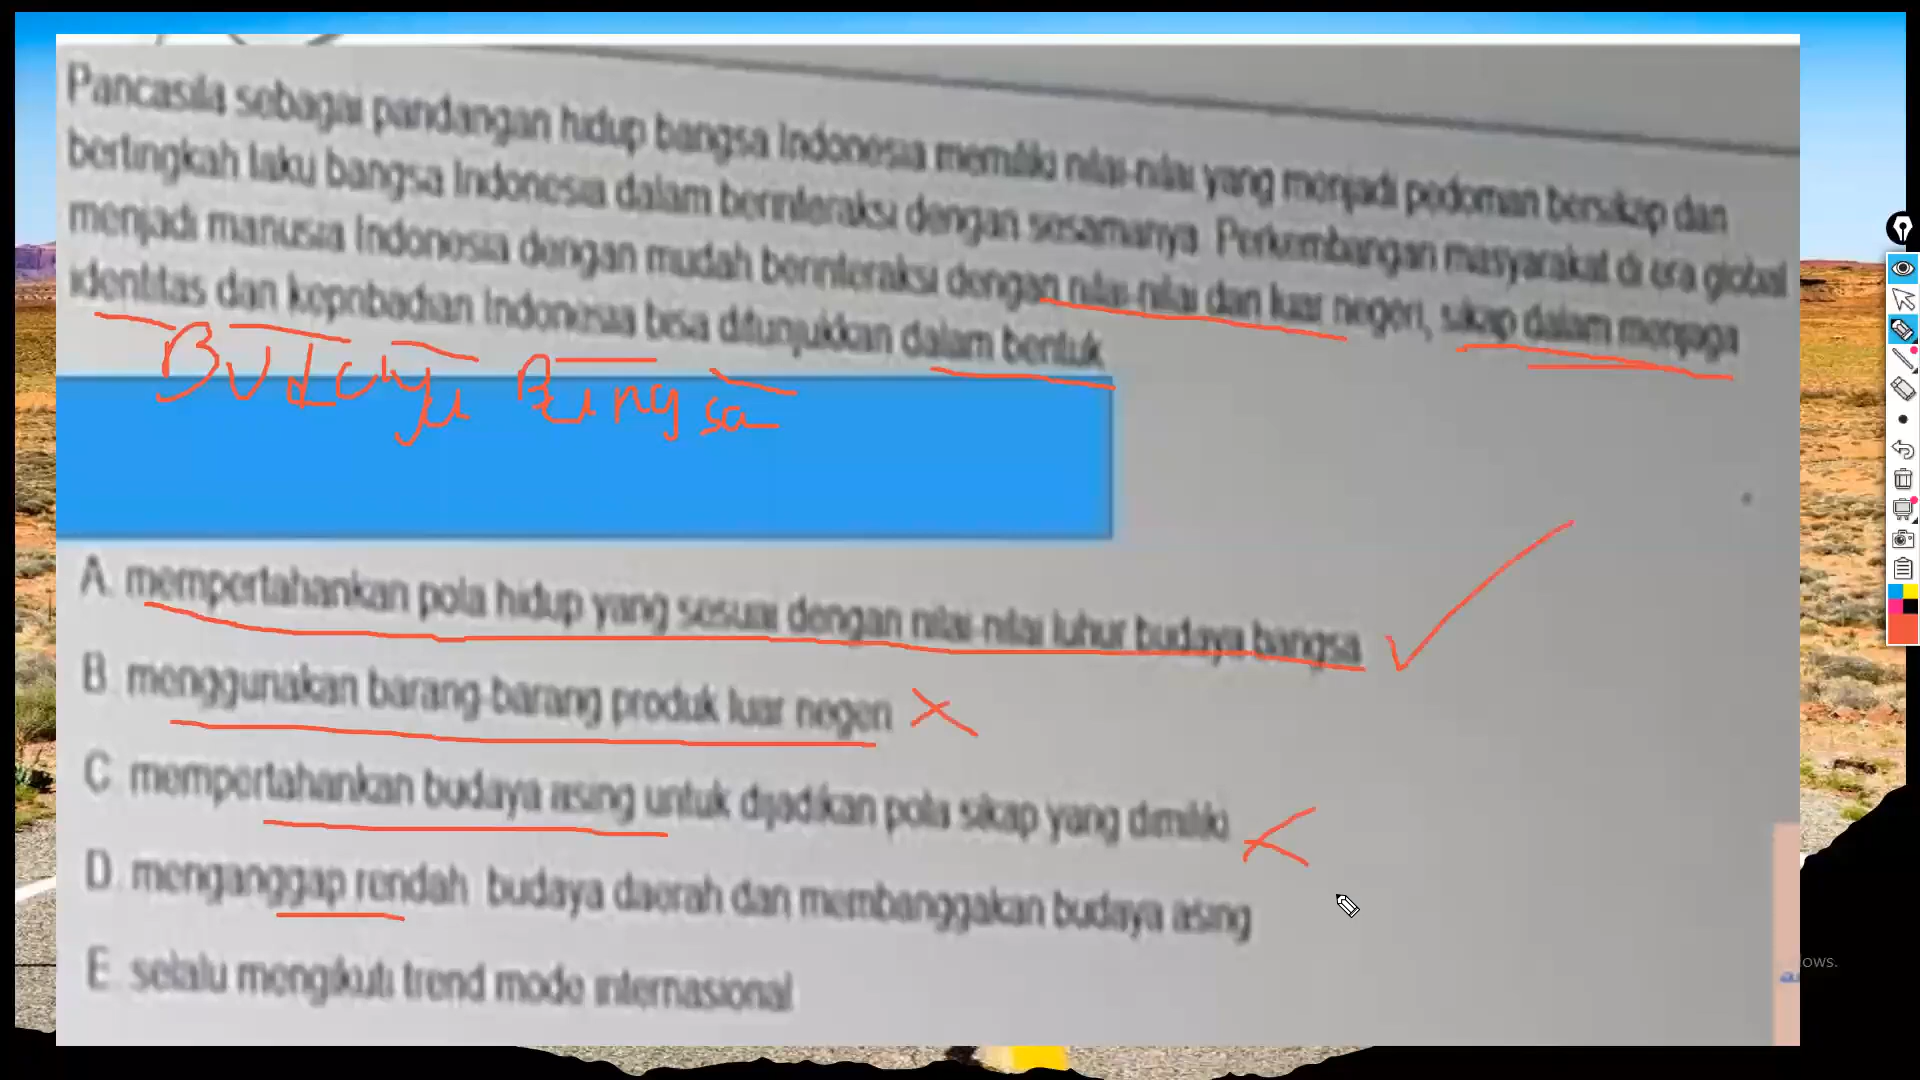 Pancasila sebagai pandangan hidup bangsa Indonesia memiliki nilai-nilai yang menjadi pedoman bersikap dan
bertingkah laku bangsa Indonesia dalam berinteraksi dengan sesamanya. Perkembangan masyarakat di era global
menjadi manusia Indonesia dengan mudah berinteraksi dengan nilai-nilai dan luar negeri, sikap dalam menjaga
identitas dan kepribadian Indonesia bisa ditunjukkan dalam bentuk
Budaya Bangsa
A. mempertahankan pola hidup yang sesuai dengan nilai-nilai luhur budaya bangsa
B. menggunakan barang-barang produk luar negeri
C. mempertahankan budaya asing untuk dijadikan pola sikap yang dimiliki
D. menganggap rendah budaya daerah dan membanggakan budaya asing
E. selalu mengikuti trend mode internasional
ows.